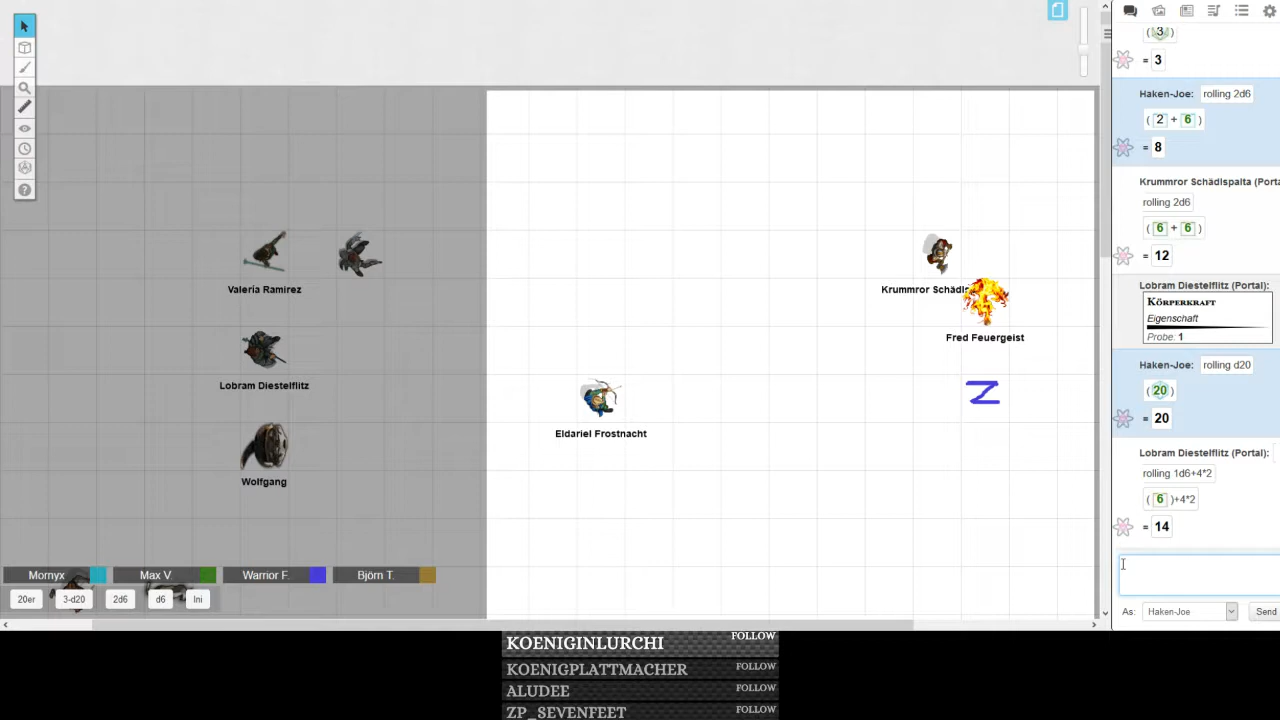 Valeria Ramirez
Lobram Diestelflitz
Wolfgang
Eldariel Frostnacht
Krummror Schädls
Fred Feuergeist
Z
Mornyx
Max V.
Warrior F.
Björn T.
20er
3-d20
2d6
d6
Ini
( 3 )
= 3
Haken-Joe: rolling 2d6
( 2 + 6 )
= 8
Krummror Schädlspalta (Porta
rolling 2d6
( 6 + 6 )
= 12
Lobram Diestelflitz (Portal):
KÖRPERKRAFT
Eigenschaft
Probe: 1
Haken-Joe: rolling d20
( 20 )
= 20
Lobram Diestelflitz (Portal):
rolling 1d6+4*2
( 6 )+4*2
= 14
As: Haken-Joe Send
KOENIGINLURCHI FOLLOW
KOENIGPLATTMACHER FOLLOW
ALUDEE FOLLOW
ZP_SEVENFEET FOLLOW